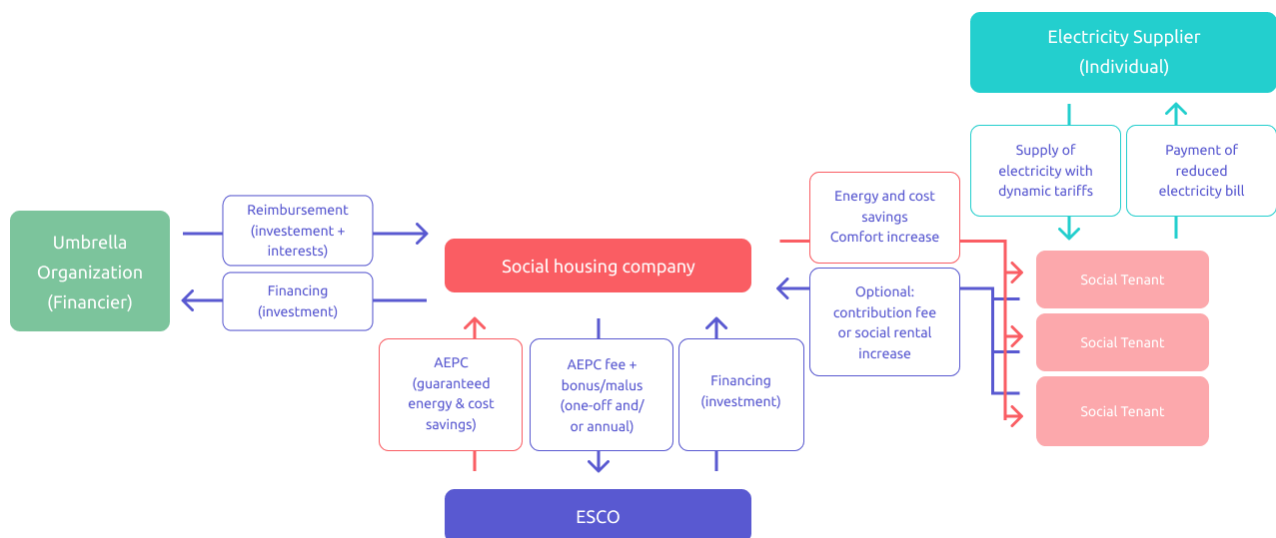 Electricity Supplier
(Individual)
Supply of
electricity with
dynamic tariffs
Payment of
reduced
electricity bill
Energy and cost
savings
Comfort increase
Reimbursement
(investement +
interests)
Umbrella
Organization
(Financier)
Social housing company
Financing
(investment)
Optional:
contribution fee
or social rental
increase
Social Tenant
Social Tenant
Social Tenant
AEPC
(guaranteed
energy & cost
savings)
AEPC fee +
bonus/malus
(one-off and/
or annual)
Financing
(investment)
ESCO